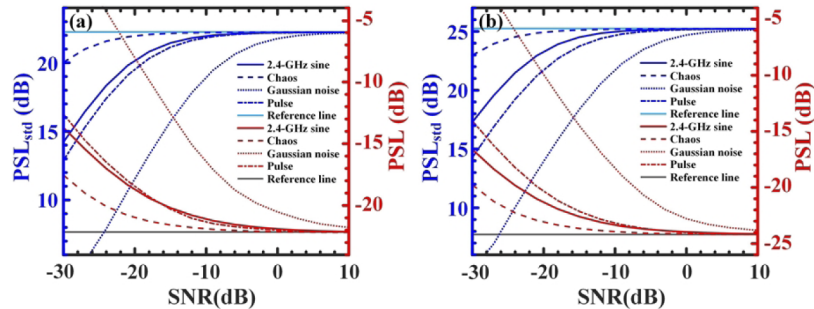 (a)
PSLstd (dB)
20
15
10
2.4-GHz sine
Chaos
Gaussian noise
Pulse
Reference line
2.4-GHz sine
Chaos
Gaussian noise
Pulse
Reference line
-5
-10
-15
-20
PSL (dB)
-30 -20 -10 0 10
SNR(dB)
(b)
PSLstd (dB)
25
20
15
10
2.4-GHz sine
Chaos
Gaussian noise
Pulse
Reference line
2.4-GHz sine
Chaos
Gaussian noise
Pulse
Reference line
-5
-10
-15
-20
-25
PSL (dB)
-30 -20 -10 0 10
SNR(dB)